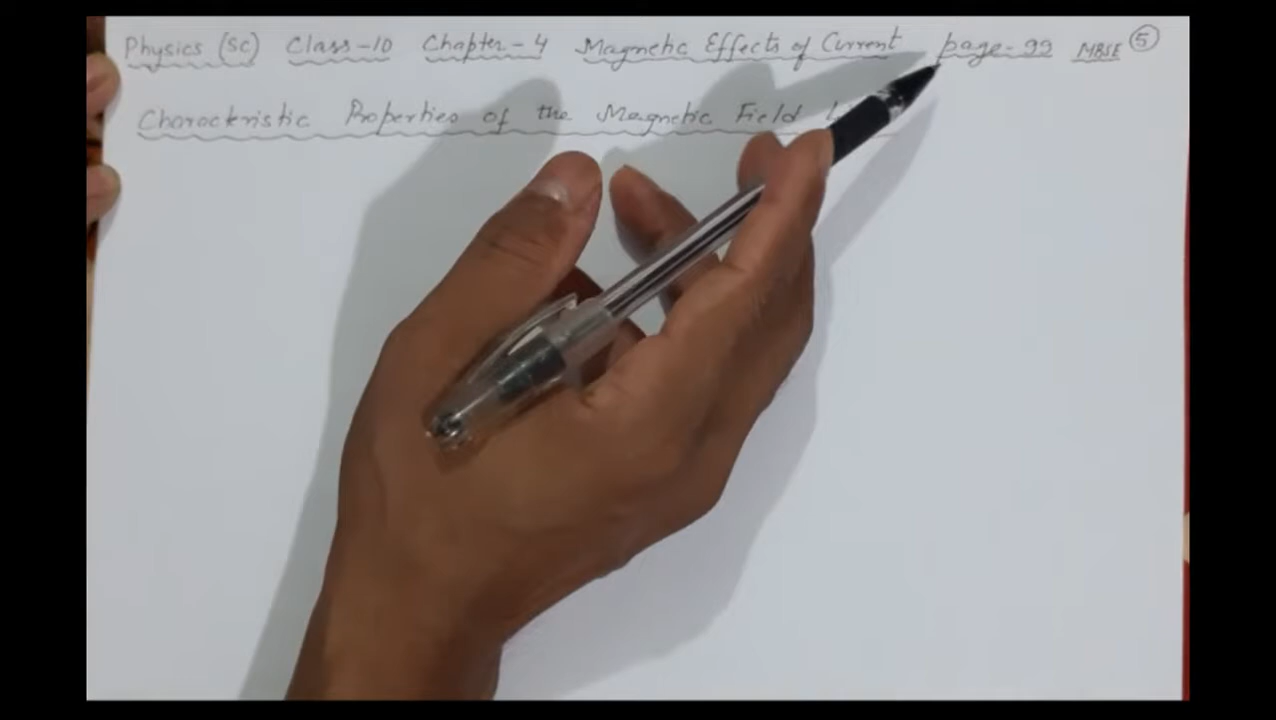 Physics (Sc) Class-10 Chapter-4 Magnetic Effects of Current page-99 MBSE 5
Charocteristic Properties of the Magnetic Field